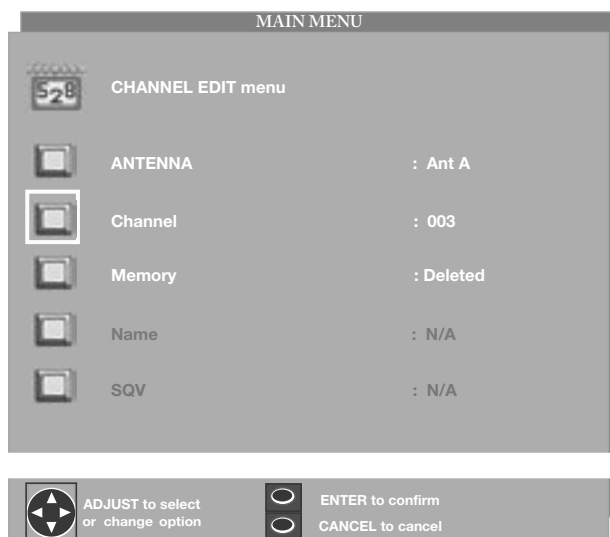 MAIN MENU
S2B
CHANNEL EDIT menu
ANTENNA : Ant A
Channel : 003
Memory : Deleted
Name : N/A
SQV : N/A
ADJUST to select
or change option
ENTER to confirm
CANCEL to cancel